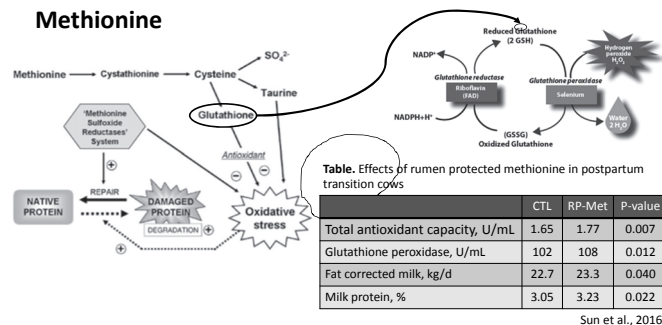 Methionine
SO₄²⁻
Methionine
Cystathionine
Cysteine
Taurine
Glutathione
'Methionine
Sulfoxide
Reductases'
System
Antioxidant
REPAIR
NATIVE
PROTEIN
DAMAGED
PROTEIN
DEGRADATION
Oxidative
stress
Reduced Glutathione
(2 GSH)
NADP⁺
Hydrogen
peroxide
H₂O₂
Glutathione reductase
Riboflavin
(FAD)
Glutathione peroxidase
Selenium
NADPH+H⁺
(GSSG)
Oxidized Glutathione
Water
2 H₂O
Table. Effects of rumen protected methionine in postpartum
transition cows
CTL RP-Met P-value
Total antioxidant capacity, U/mL 1.65 1.77 0.007
Glutathione peroxidase, U/mL 102 108 0.012
Fat corrected milk, kg/d 22.7 23.3 0.040
Milk protein, % 3.05 3.23 0.022
Sun et al., 2016